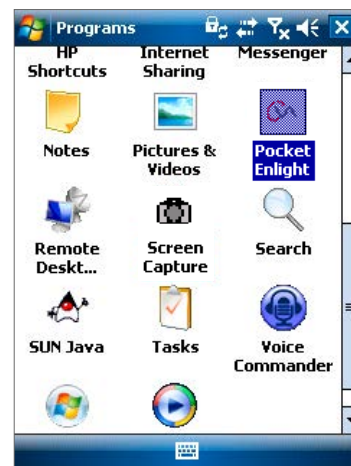 Programs
HP Internet Messenger
Shortcuts Sharing
Notes Pictures & Pocket
Videos Enlight
Remote Screen Search
Deskt... Capture
SUN Java Tasks Voice
Commander